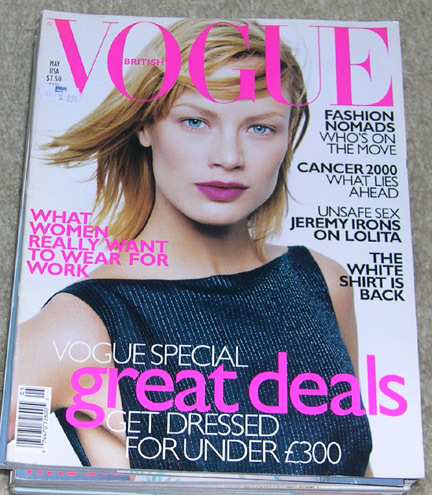 VOGUE
BRITISH
MAY
USA
$7.50
FASHION
NOMADS
WHO'S ON
THE MOVE
CANCER 2000
WHAT LIES
AHEAD
UNSAFE SEX
JEREMY IRONS
ON LOLITA
THE
WHITE
SHIRT IS
BACK
WHAT
WOMEN
REALLY WANT
TO WEAR FOR
WORK
VOGUE SPECIAL
great deals
GET DRESSED
FOR UNDER £300